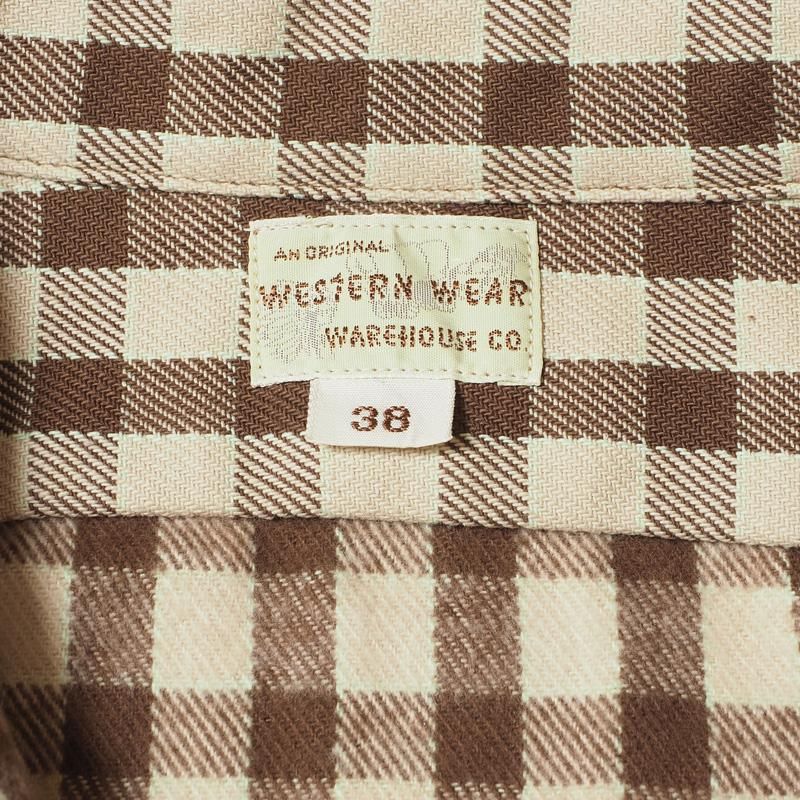 AN ORIGINAL
WESTERN WEAR
WAREHOUSE CO.
38